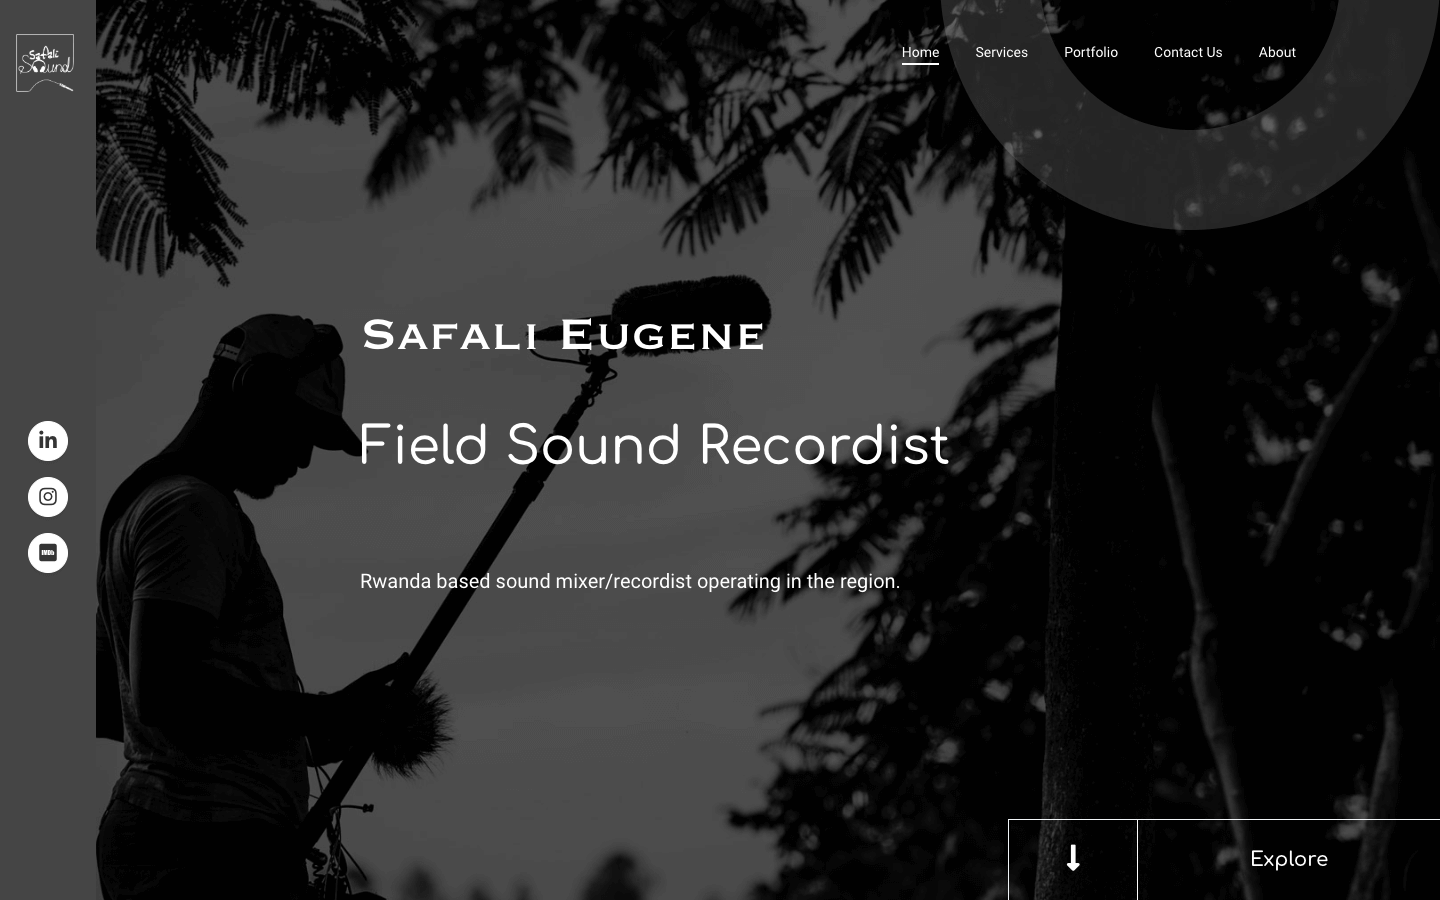 Safali
Sound
Home Services Portfolio Contact Us About
SAFALI EUGENE
Field Sound Recordist
in
IMDb
Rwanda based sound mixer/recordist operating in the region.
Explore